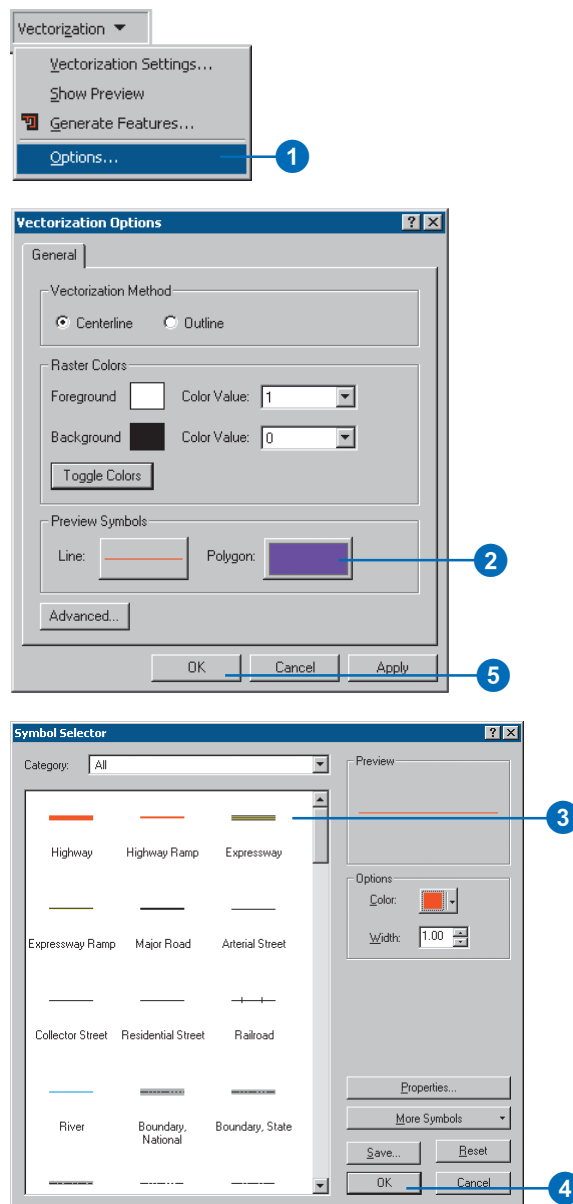 Vectorization
Vectorization Settings...
Show Preview
Generate Features...
Options...
1
Vectorization Options
?
General
Vectorization Method
Centerline Outline
Raster Colors
Foreground Color Value: 1
Background Color Value: 0
Toggle Colors
Preview Symbols
Line: Polygon:
2
Advanced...
OK Cancel Apply
5
Symbol Selector
?
Category: All
Preview
3
Highway Highway Ramp Expressway
Options
Color:
Width: 1.00
Expressway Ramp Major Road Arterial Street
Collector Street Residential Street Railroad
River Boundary, National Boundary, State
Properties...
More Symbols
Save... Reset
OK Cancel
4